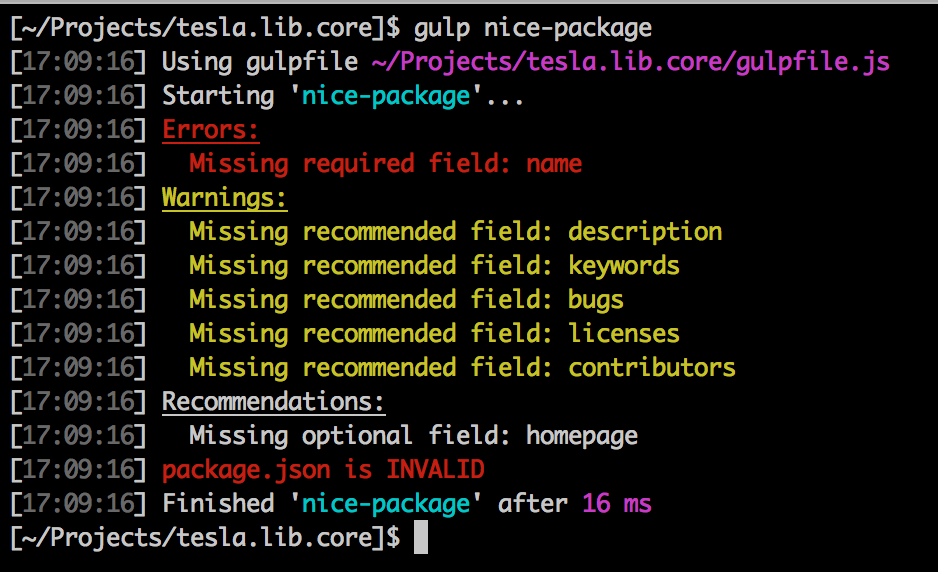 [~/Projects/tesla.lib.core]$ gulp nice-package
[17:09:16] Using gulpfile ~/Projects/tesla.lib.core/gulpfile.js
[17:09:16] Starting 'nice-package'...
[17:09:16] Errors:
[17:09:16]   Missing required field: name
[17:09:16] Warnings:
[17:09:16]   Missing recommended field: description
[17:09:16]   Missing recommended field: keywords
[17:09:16]   Missing recommended field: bugs
[17:09:16]   Missing recommended field: licenses
[17:09:16]   Missing recommended field: contributors
[17:09:16] Recommendations:
[17:09:16]   Missing optional field: homepage
[17:09:16] package.json is INVALID
[17:09:16] Finished 'nice-package' after 16 ms
[~/Projects/tesla.lib.core]$